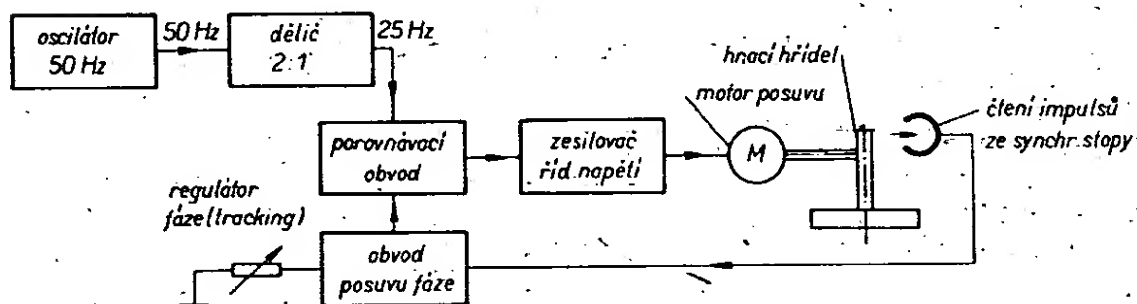 oscilátor
50 Hz
50 Hz
dělič
2:1
25 Hz
hnací hřídel
motor posuvu
čtení impulsů
ze synchr. stopy
porovnávací
obvod
zesilovač
říd. napětí
M
regulátor
fáze (tracking)
obvod
posuvu fáze